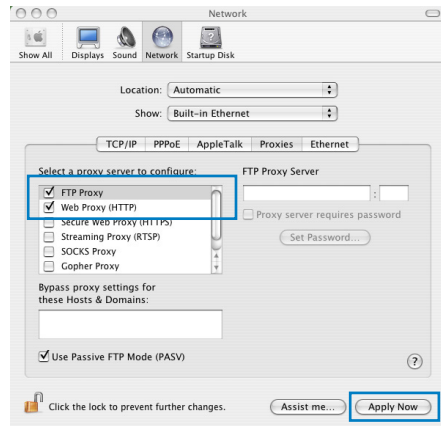 Network
Show All Displays Sound Network Startup Disk
Location: Automatic
Show: Built-in Ethernet
TCP/IP PPPoE AppleTalk Proxies Ethernet
Select a proxy server to configure: FTP Proxy Server
FTP Proxy
Web Proxy (HTTP) :
Secure Web Proxy (HTTPS) Proxy server requires password
Streaming Proxy (RTSP) Set Password...
SOCKS Proxy
Gopher Proxy
Bypass proxy settings for
these Hosts & Domains:
Use Passive FTP Mode (PASV) ?
Click the lock to prevent further changes. Assist me... Apply Now